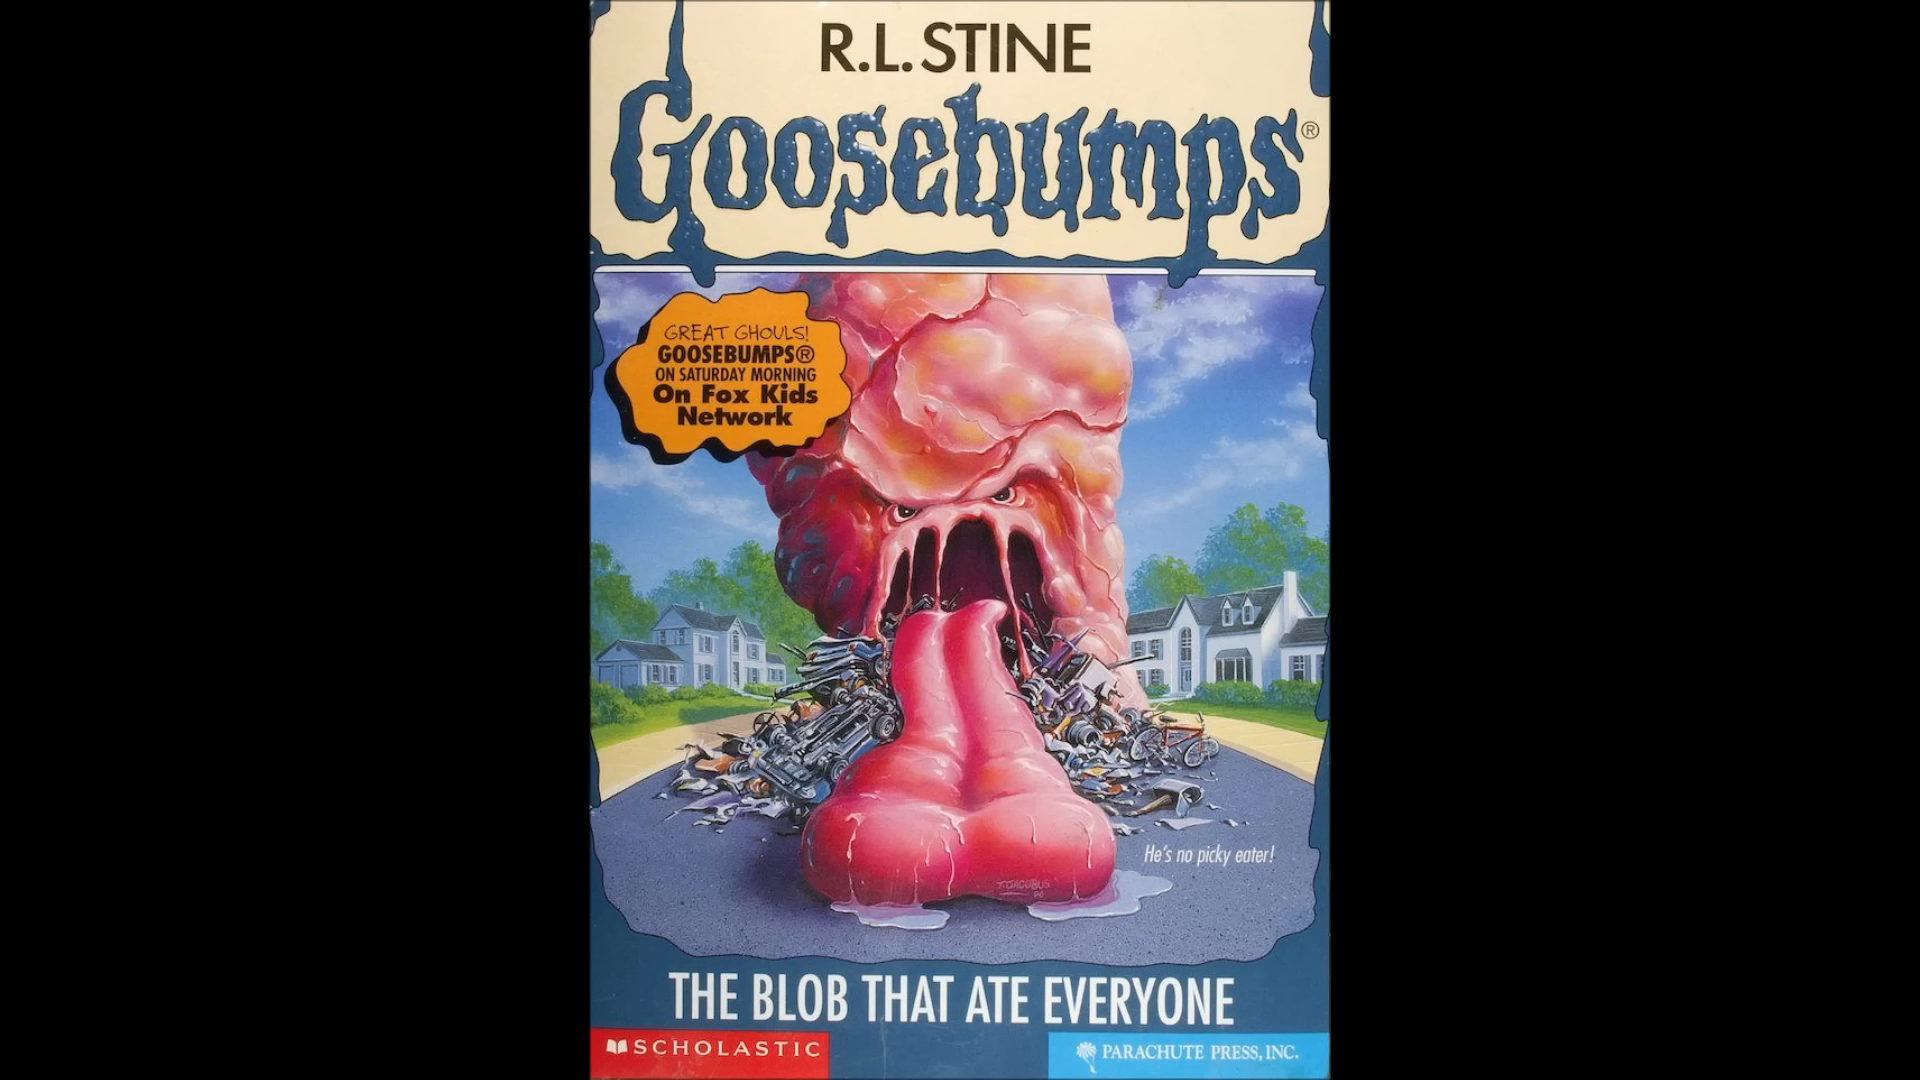 R.L. STINE
Goosebumps®
GREAT GHOULS!
GOOSEBUMPS®
ON SATURDAY MORNING
On Fox Kids
Network
He's no picky eater!
T. JACOBUS
THE BLOB THAT ATE EVERYONE
SCHOLASTIC
PARACHUTE PRESS, INC.